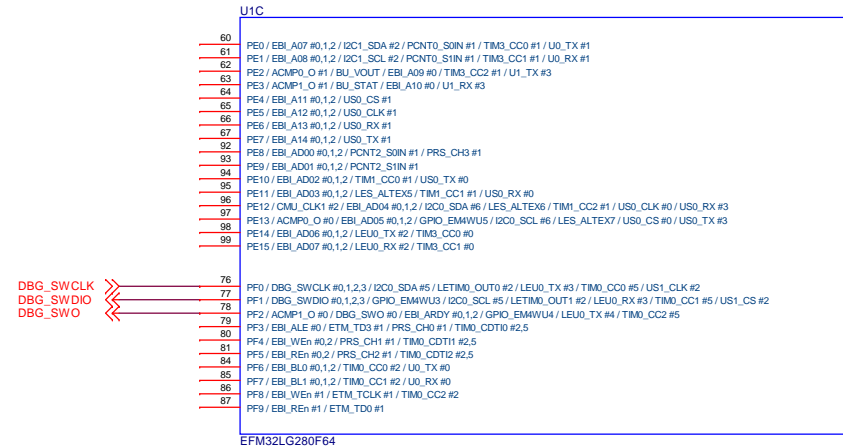 U1C
60 PE0 / EBI_A07 #0,1,2 / I2C1_SDA #2 / PCNT0_S0IN #1 / TIM3_CC0 #1 / U0_TX #1
61 PE1 / EBI_A08 #0,1,2 / I2C1_SCL #2 / PCNT0_S1IN #1 / TIM3_CC1 #1 / U0_RX #1
62 PE2 / ACMP0_O #1 / BU_VOUT / EBI_A09 #0 / TIM3_CC2 #1 / U1_TX #3
63 PE3 / ACMP1_O #1 / BU_STAT / EBI_A10 #0 / U1_RX #3
64 PE4 / EBI_A11 #0,1,2 / US0_CS #1
65 PE5 / EBI_A12 #0,1,2 / US0_CLK #1
66 PE6 / EBI_A13 #0,1,2 / US0_RX #1
67 PE7 / EBI_A14 #0,1,2 / US0_TX #1
92 PE8 / EBI_AD00 #0,1,2 / PCNT2_S0IN #1 / PRS_CH3 #1
93 PE9 / EBI_AD01 #0,1,2 / PCNT2_S1IN #1
94 PE10 / EBI_AD02 #0,1,2 / TIM1_CC0 #1 / US0_TX #0
95 PE11 / EBI_AD03 #0,1,2 / LES_ALTEX5 / TIM1_CC1 #1 / US0_RX #0
96 PE12 / CMU_CLK1 #2 / EBI_AD04 #0,1,2 / I2C0_SDA #6 / LES_ALTEX6 / TIM1_CC2 #1 / US0_CLK #0 / US0_RX #3
97 PE13 / ACMP0_O #0 / EBI_AD05 #0,1,2 / GPIO_EM4WU5 / I2C0_SCL #6 / LES_ALTEX7 / US0_CS #0 / US0_TX #3
98 PE14 / EBI_AD06 #0,1,2 / LEU0_TX #2 / TIM3_CC0 #0
99 PE15 / EBI_AD07 #0,1,2 / LEU0_RX #2 / TIM3_CC1 #0
DBG_SWCLK 76 PF0 / DBG_SWCLK #0,1,2,3 / I2C0_SDA #5 / LETIM0_OUT0 #2 / LEU0_TX #3 / TIM0_CC0 #5 / US1_CLK #2
DBG_SWDIO 77 PF1 / DBG_SWDIO #0,1,2,3 / GPIO_EM4WU3 / I2C0_SCL #5 / LETIM0_OUT1 #2 / LEU0_RX #3 / TIM0_CC1 #5 / US1_CS #2
DBG_SWO 78 PF2 / ACMP1_O #0 / DBG_SWO #0 / EBI_ARDY #0,1,2 / GPIO_EM4WU4 / LEU0_TX #4 / TIM0_CC2 #5
79 PF3 / EBI_ALE #0 / ETM_TD3 #1 / PRS_CH0 #1 / TIM0_CDTI0 #2,5
80 PF4 / EBI_WEn #0,2 / PRS_CH1 #1 / TIM0_CDTI1 #2,5
81 PF5 / EBI_REn #0,2 / PRS_CH2 #1 / TIM0_CDTI2 #2,5
84 PF6 / EBI_BL0 #0,1,2 / TIM0_CC0 #2 / U0_TX #0
85 PF7 / EBI_BL1 #0,1,2 / TIM0_CC1 #2 / U0_RX #0
86 PF8 / EBI_WEn #1 / ETM_TCLK #1 / TIM0_CC2 #2
87 PF9 / EBI_REn #1 / ETM_TD0 #1
EFM32LG280F64